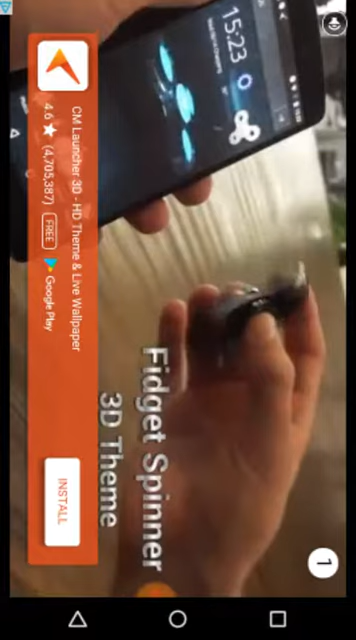 15:23
Fidget Spinner
3D Theme
CM Launcher 3D - HD Theme & Live Wallpaper
4.6 ★ (4,705,387) FREE Google Play
INSTALL
1